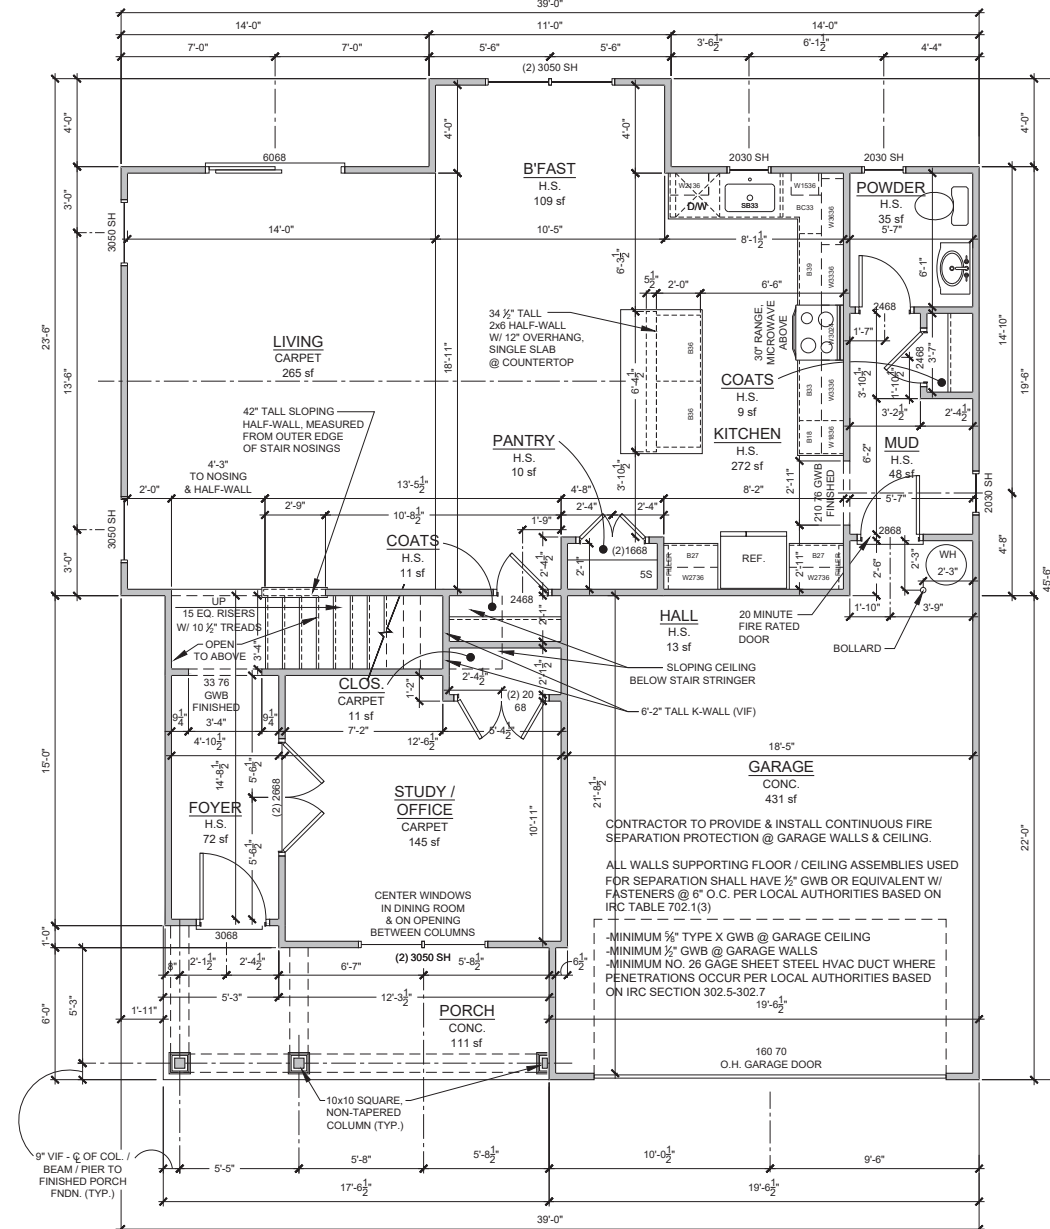 39'-0"
14'-0"
11'-0"
14'-0"
7'-0"
7'-0"
5'-6"
5'-6"
3'-6½"
6'-1½"
4'-4"
(2) 3050 SH
4'-0"
4'-0"
4'-0"
4'-0"
6068
2030 SH
2030 SH
B'FAST
H.S.
109 sf
W2436
D/W
SB33
W1536
BC33
W3636
POWDER
H.S.
35 sf
5'-7"
3'-0"
3050 SH
14'-0"
10'-5"
8'-1½"
6'-3½"
B39
W3336
6'-1"
5½"
2'-0"
6'-6"
2468
34 ½" TALL
2x6 HALF-WALL
W/ 12" OVERHANG,
SINGLE SLAB
@ COUNTERTOP
30" RANGE,
MICROWAVE
ABOVE
1'-7"
2468
3'-7"
14'-10"
23'-6"
LIVING
CARPET
265 sf
18'-11"
B36
B36
6'-4½"
COATS
H.S.
9 sf
B33
W3336
3'-10½"
1'-10½"
13'-6"
19'-6"
42" TALL SLOPING
HALF-WALL, MEASURED
FROM OUTER EDGE
OF STAIR NOSINGS
KITCHEN
H.S.
272 sf
B18
W1836
3'-2½"
2'-4½"
PANTRY
H.S.
10 sf
MUD
H.S.
48 sf
6'-2"
4'-3"
TO NOSING
& HALF-WALL
3'-10½"
2'-11"
210 76 GWB
FINISHED
2'-0"
13'-5½"
4'-8"
8'-2"
5'-7"
2030 SH
2'-9"
10'-8½"
1'-9"
2'-4"
2'-4"
3050 SH
COATS
H.S.
11 sf
2868
3'-0"
4'-8"
2'-4½"
2'-1"
(2)1668
5S
FILLER
B27
W2736
REF.
B27
W2736
2'-11"
2'-6"
2'-3"
WH
2'-3"
45'-6"
2468
UP
15 EQ. RISERS
W/ 10 ½" TREADS
OPEN
TO ABOVE
3'-4"
2'-1"
HALL
H.S.
13 sf
20 MINUTE
FIRE RATED
DOOR
1'-10"
3'-9"
BOLLARD
SLOPING CEILING
BELOW STAIR STRINGER
33 76
GWB
FINISHED
CLOS.
CARPET
11 sf
1'-2"
2'-4½"
2'-1½"
(2) 20
68
6'-2" TALL K-WALL (VIF)
9¼"
3'-4"
9¼"
7'-2"
5'-4½"
4'-10½"
12'-6½"
18'-5"
15'-0"
14'-8½"
5'-6½"
(2) 2668
GARAGE
CONC.
431 sf
21'-8½"
STUDY /
OFFICE
CARPET
145 sf
FOYER
H.S.
72 sf
10'-11"
5'-6½"
CONTRACTOR TO PROVIDE & INSTALL CONTINUOUS FIRE
SEPARATION PROTECTION @ GARAGE WALLS & CEILING.
22'-0"
ALL WALLS SUPPORTING FLOOR / CEILING ASSEMBLIES USED
FOR SEPARATION SHALL HAVE ½" GWB OR EQUIVALENT W/
FASTENERS @ 6" O.C. PER LOCAL AUTHORITIES BASED ON
IRC TABLE 702.1(3)
CENTER WINDOWS
IN DINING ROOM
& ON OPENING
BETWEEN COLUMNS
1'-0"
3068
-MINIMUM ⅝" TYPE X GWB @ GARAGE CEILING
-MINIMUM ½" GWB @ GARAGE WALLS
-MINIMUM NO. 26 GAGE SHEET STEEL HVAC DUCT WHERE
PENETRATIONS OCCUR PER LOCAL AUTHORITIES BASED
ON IRC SECTION 302.5-302.7
(2) 3050 SH
8"
2'-1½"
2'-4½"
6'-7"
5'-8½"
6½"
5'-3"
12'-3½"
19'-6½"
6'-0"
5'-3"
1'-11"
PORCH
CONC.
111 sf
160 70
O.H. GARAGE DOOR
10x10 SQUARE,
NON-TAPERED
COLUMN (TYP.)
9" VIF - ℄ OF COL. /
BEAM / PIER TO
FINISHED PORCH
FNDN. (TYP.)
5'-5"
5'-8"
5'-8½"
10'-0½"
9'-6"
17'-6½"
19'-6½"
39'-0"